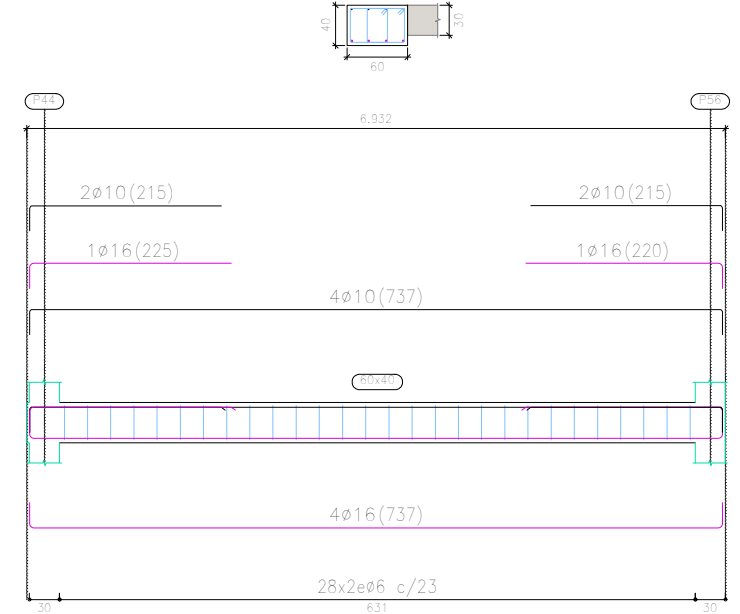 40
30
60
P44
P56
6.932
2ø10(215)
2ø10(215)
1ø16(225)
1ø16(220)
4ø10(737)
60x40
4ø16(737)
28x2eø6 c/23
30
631
30